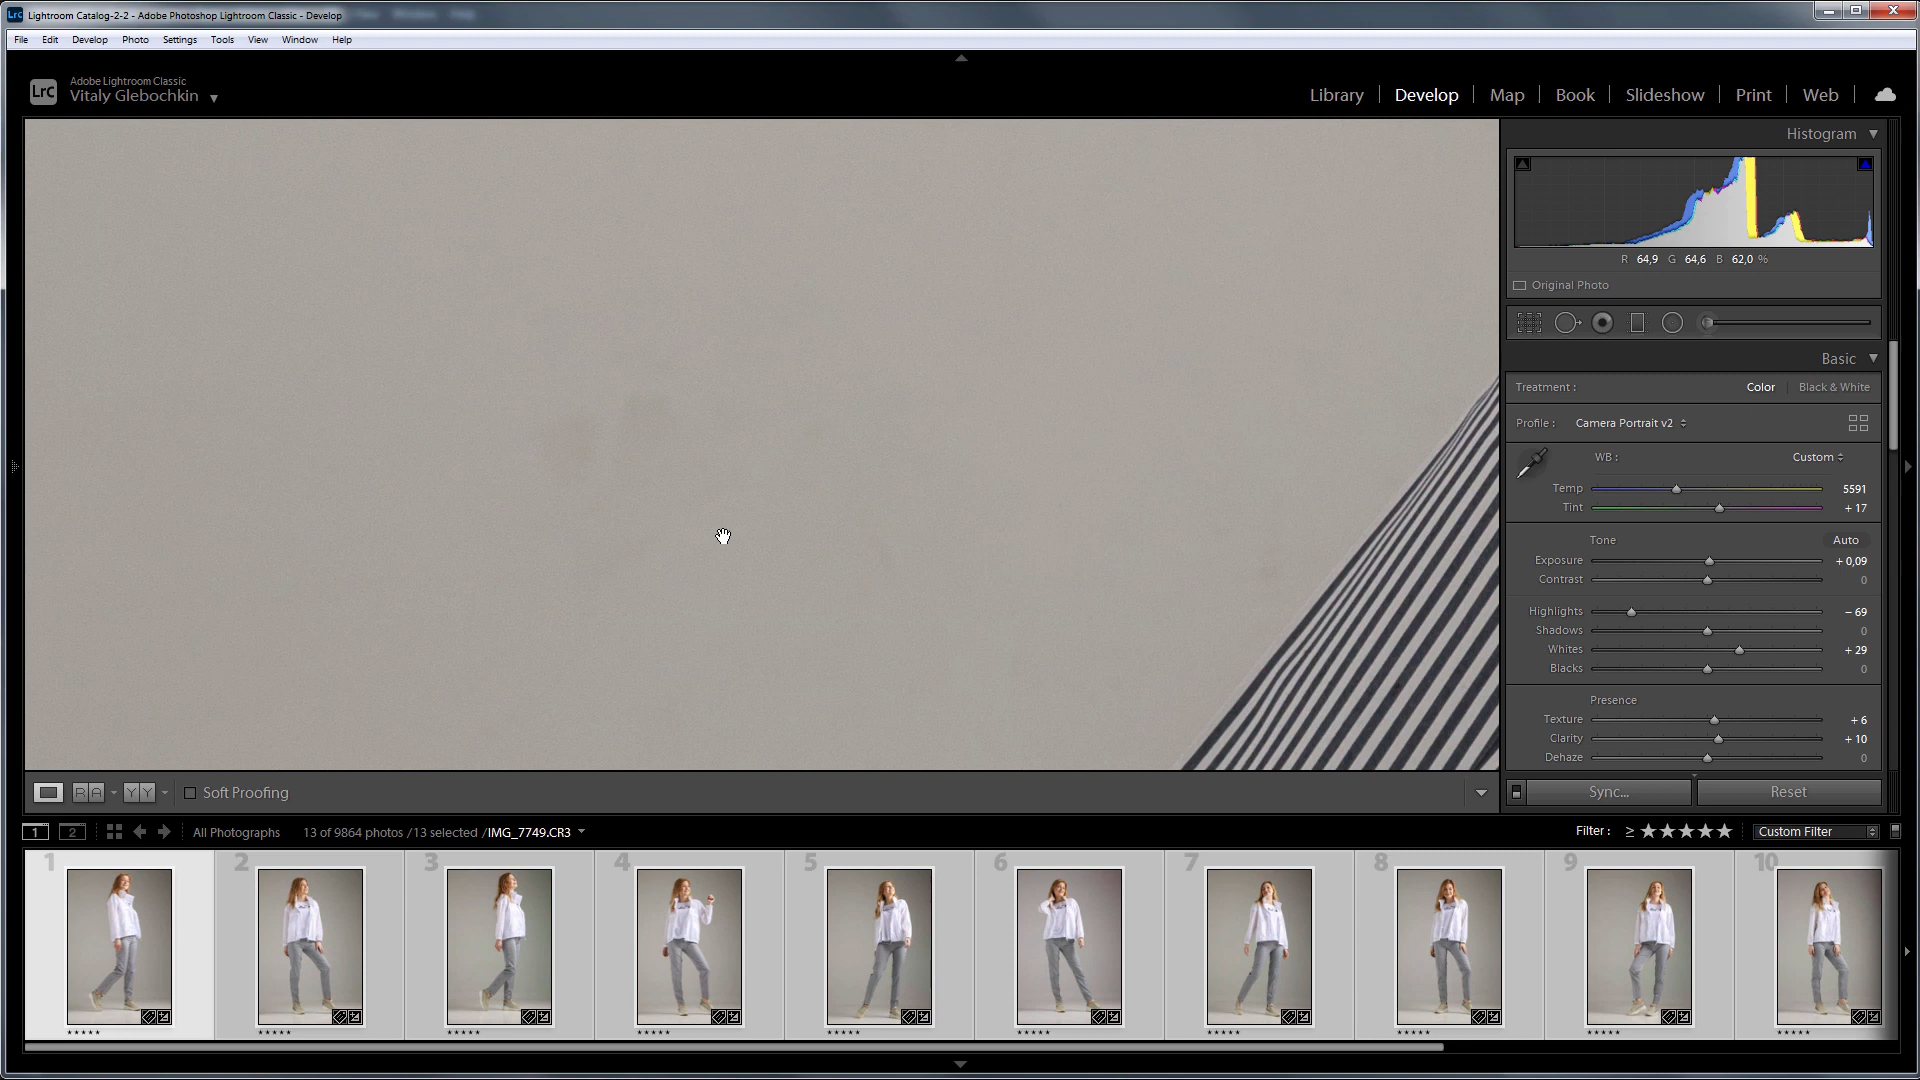 Lightroom Catalog-2-2 - Adobe Photoshop Lightroom Classic - Develop
File Edit Develop Photo Settings Tools View Window Help
LrC
Adobe Lightroom Classic
Vitaly Glebochkin
Library Develop Map Book Slideshow Print Web
Histogram
R 64,9 G 64,6 B 62,0 %
Original Photo
Basic
Treatment : Color Black & White
Profile : Camera Portrait v2
WB : Custom
Temp 5591
Tint + 17
Tone Auto
Exposure + 0,09
Contrast 0
Highlights – 69
Shadows 0
Whites + 29
Blacks 0
Presence
Texture + 6
Clarity + 10
Dehaze 0
R A Y Y Soft Proofing
Sync... Reset
1 2 All Photographs 13 of 9864 photos /13 selected /IMG_7749.CR3
Filter : ≥ ★★★★★ Custom Filter
1 2 3 4 5 6 7 8 9 10